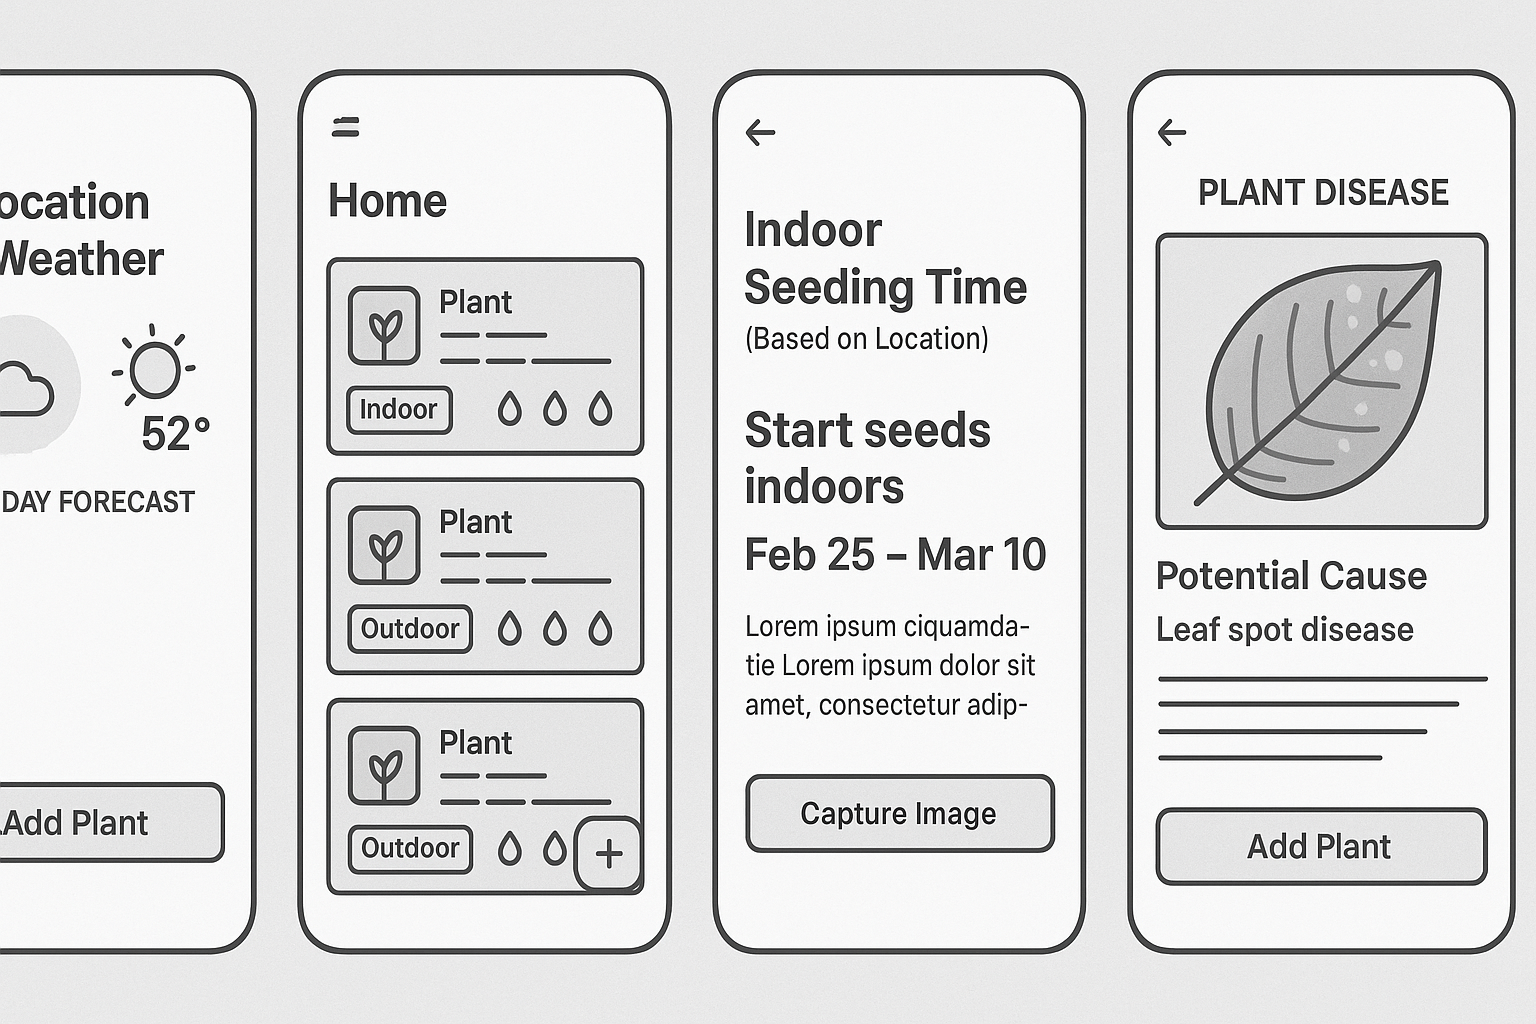 ocation
Weather
52°
DAY FORECAST
Add Plant
Home
Plant
Indoor
Plant
Outdoor
Plant
Outdoor
+
Indoor
Seeding Time
(Based on Location)
Start seeds
indoors
Feb 25 – Mar 10
Lorem ipsum ciquamda-
tie Lorem ipsum dolor sit
amet, consectetur adip-
Capture Image
PLANT DISEASE
Potential Cause
Leaf spot disease
Add Plant